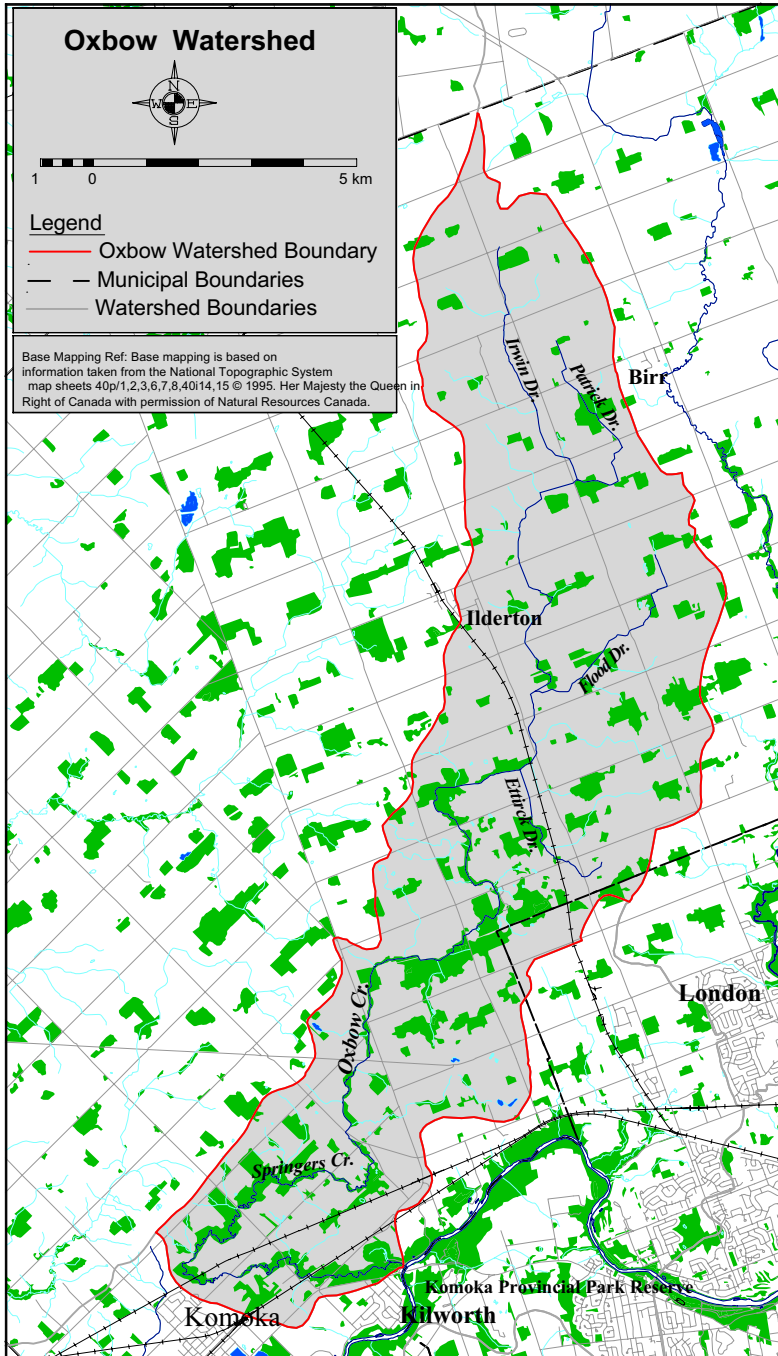 Oxbow Watershed
N
W E
S
1 0 5 km
Legend
Oxbow Watershed Boundary
Municipal Boundaries
Watershed Boundaries
Base Mapping Ref: Base mapping is based on
information taken from the National Topographic System
map sheets 40p/1,2,3,6,7,8,40i14,15 © 1995. Her Majesty the Queen in
Right of Canada with permission of Natural Resources Canada.
Irwin Dr.
Patrick Dr.
Birr
Ilderton
Flood Dr.
Ettirck Dr.
London
Oxbow Cr.
Springers Cr.
Komoka Provincial Park Reserve
Komoka
Kilworth